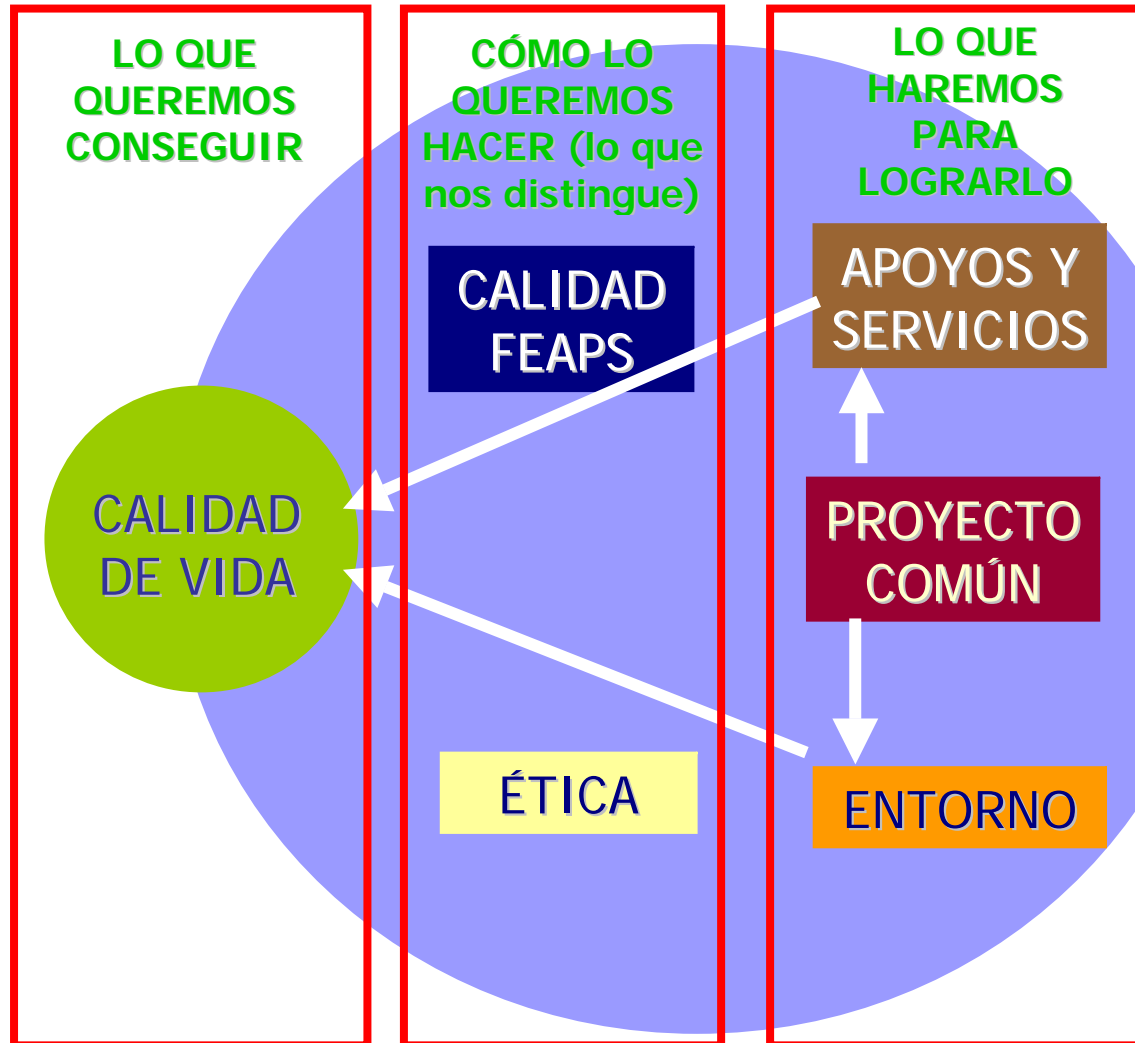 LO QUE
QUEREMOS
CONSEGUIR
CÓMO LO
QUEREMOS
HACER (lo que
nos distingue)
LO QUE
HAREMOS
PARA
LOGRARLO
CALIDAD
FEAPS
APOYOS Y
SERVICIOS
CALIDAD
DE VIDA
PROYECTO
COMÚN
ÉTICA
ENTORNO